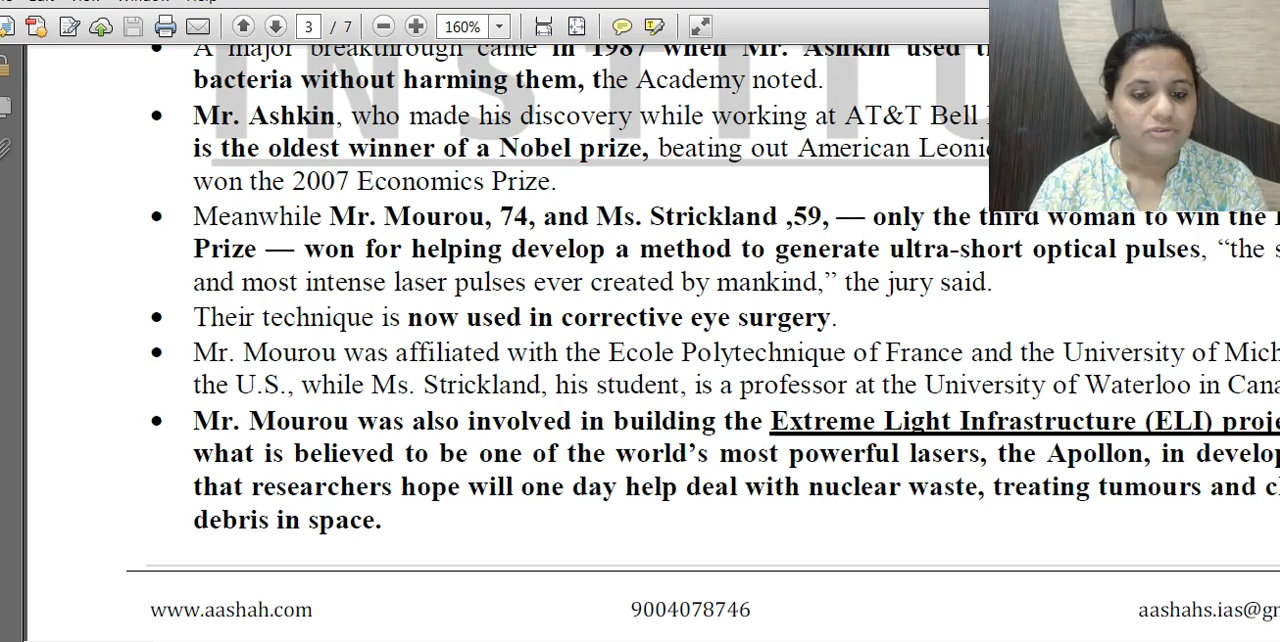 3 / 7 160%
A major breakthrough came in 1987 when Mr. Ashkin used
bacteria without harming them, the Academy noted.
Mr. Ashkin, who made his discovery while working at AT&T Bell
is the oldest winner of a Nobel prize, beating out American
won the 2007 Economics Prize.
Meanwhile Mr. Mourou, 74, and Ms. Strickland ,59, — only the third woman to win the
Prize — won for helping develop a method to generate ultra-short optical pulses, “the
and most intense laser pulses ever created by mankind,” the jury said.
Their technique is now used in corrective eye surgery.
Mr. Mourou was affiliated with the Ecole Polytechnique of France and the University of
the U.S., while Ms. Strickland, his student, is a professor at the University of Waterloo in
Mr. Mourou was also involved in building the Extreme Light Infrastructure (ELI)
what is believed to be one of the world’s most powerful lasers, the Apollon, in
that researchers hope will one day help deal with nuclear waste, treating tumours and
debris in space.
www.aashah.com 9004078746